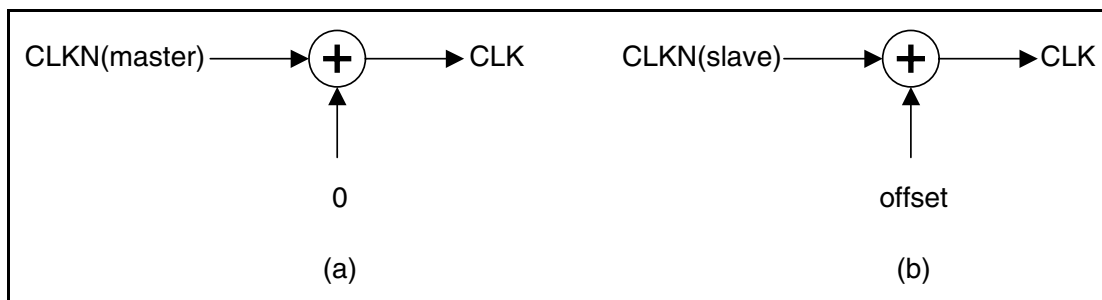 CLKN(master) + CLK
0
(a)
CLKN(slave) + CLK
offset
(b)